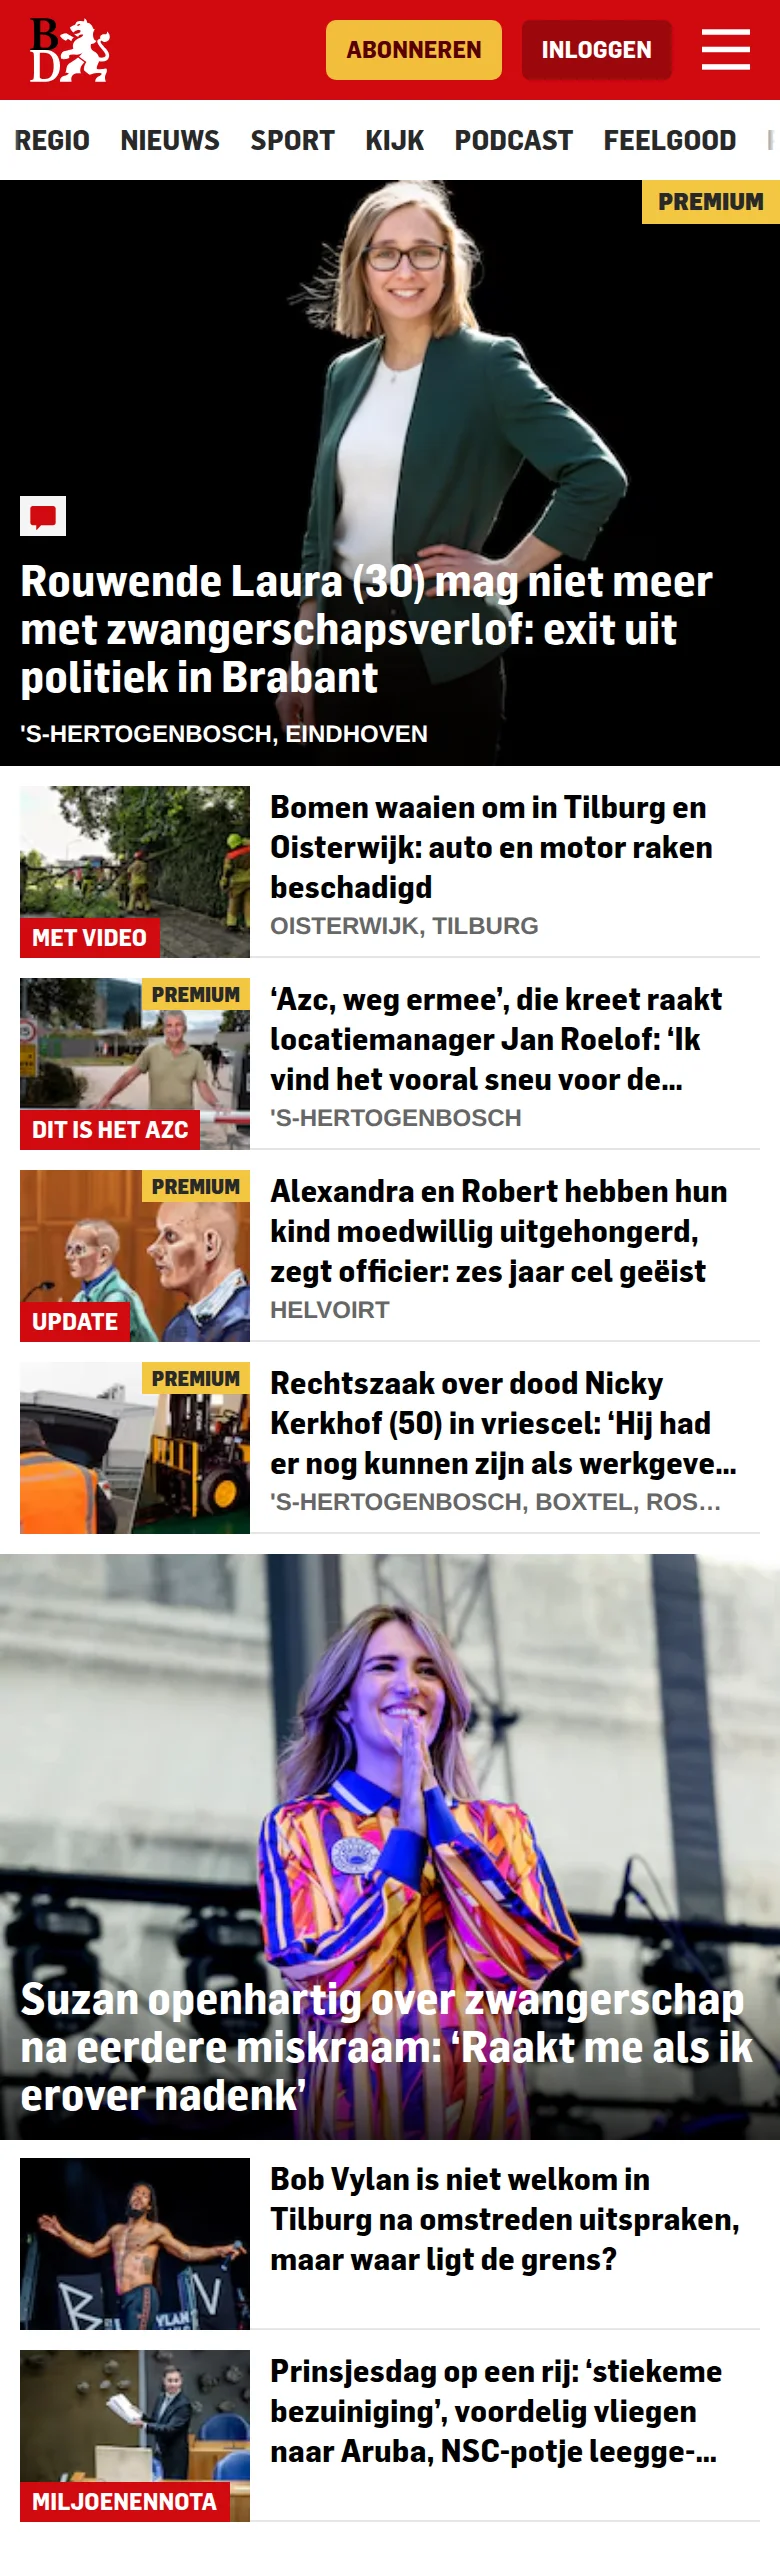 BD
ABONNEREN
INLOGGEN
REGIO NIEUWS SPORT KIJK PODCAST FEELGOOD
PREMIUM
Rouwende Laura (30) mag niet meer
met zwangerschapsverlof: exit uit
politiek in Brabant
'S-HERTOGENBOSCH, EINDHOVEN
MET VIDEO
Bomen waaien om in Tilburg en
Oisterwijk: auto en motor raken
beschadigd
OISTERWIJK, TILBURG
PREMIUM
DIT IS HET AZC
‘Azc, weg ermee’, die kreet raakt
locatiemanager Jan Roelof: ‘Ik
vind het vooral sneu voor de...
'S-HERTOGENBOSCH
PREMIUM
UPDATE
Alexandra en Robert hebben hun
kind moedwillig uitgehongerd,
zegt officier: zes jaar cel geëist
HELVOIRT
PREMIUM
Rechtszaak over dood Nicky
Kerkhof (50) in vriescel: ‘Hij had
er nog kunnen zijn als werkgeve...
'S-HERTOGENBOSCH, BOXTEL, ROS...
Suzan openhartig over zwangerschap
na eerdere miskraam: ‘Raakt me als ik
erover nadenk’
Bob Vylan is niet welkom in
Tilburg na omstreden uitspraken,
maar waar ligt de grens?
MILJOENENNOTA
Prinsjesdag op een rij: ‘stiekeme
bezuiniging’, voordelig vliegen
naar Aruba, NSC-potje leegge-...